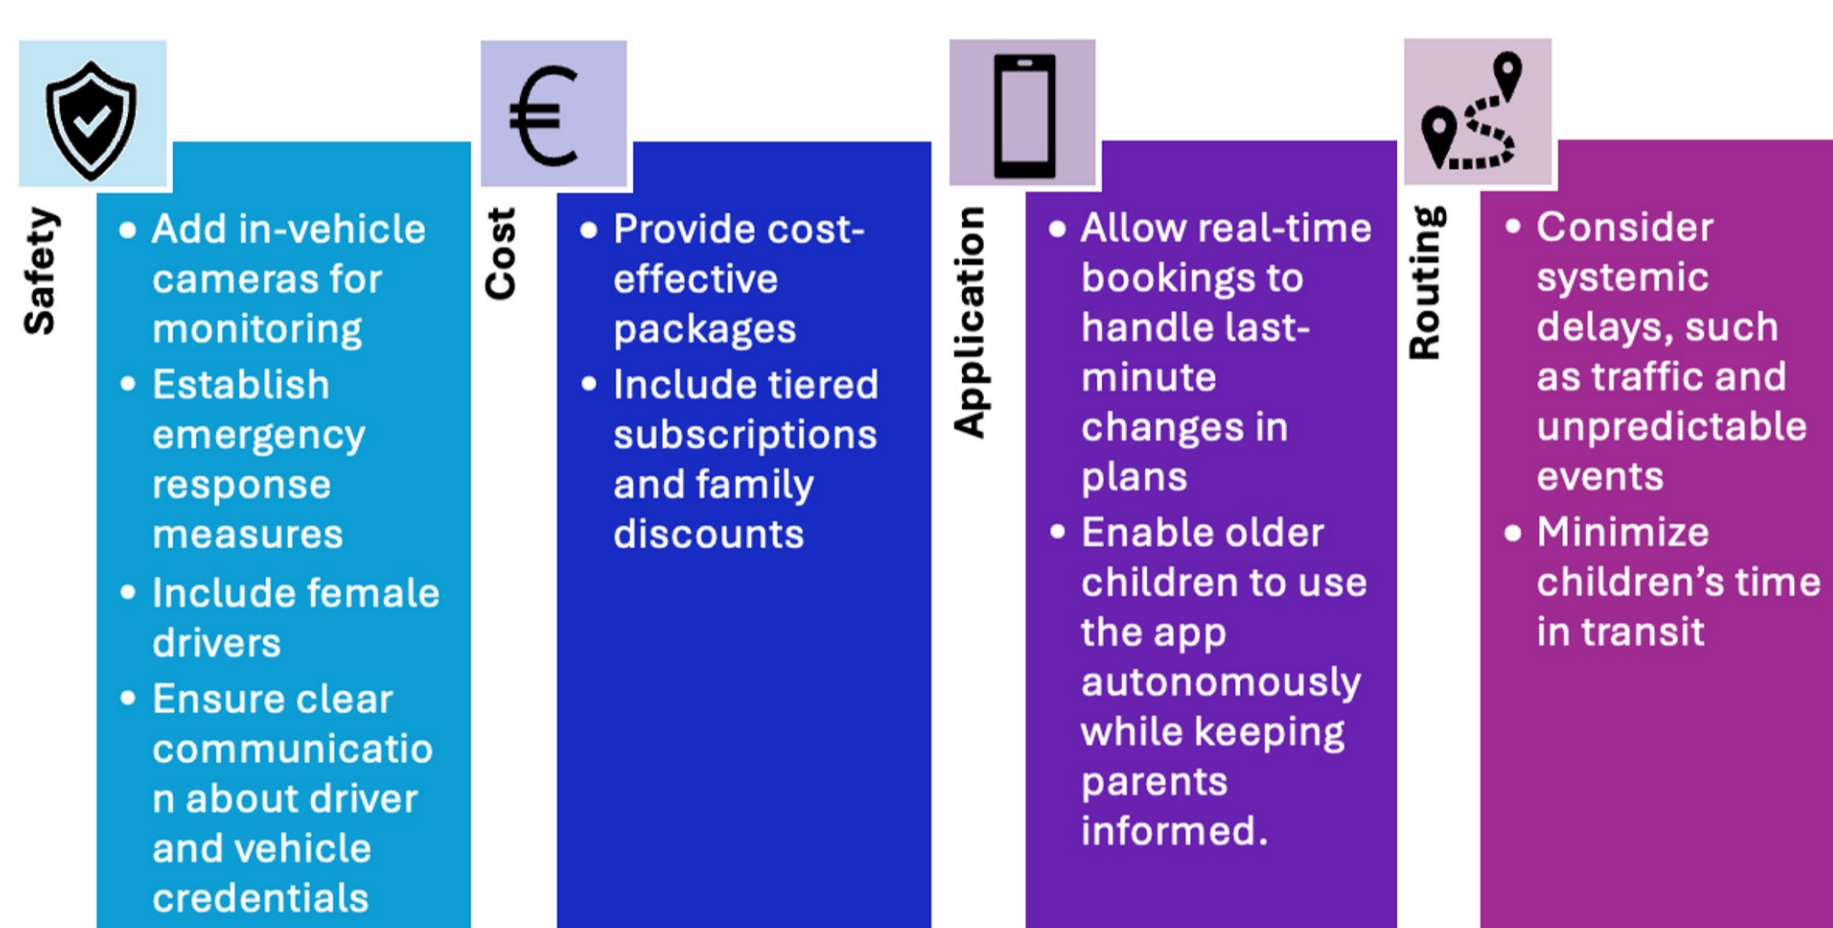 Safety
• Add in-vehicle
cameras for
monitoring
• Establish
emergency
response
measures
• Include female
drivers
• Ensure clear
communicatio
n about driver
and vehicle
credentials
€
Cost
• Provide cost-
effective
packages
• Include tiered
subscriptions
and family
discounts
Application
• Allow real-time
bookings to
handle last-
minute
changes in
plans
• Enable older
children to use
the app
autonomously
while keeping
parents
informed.
Routing
• Consider
systemic
delays, such
as traffic and
unpredictable
events
• Minimize
children’s time
in transit